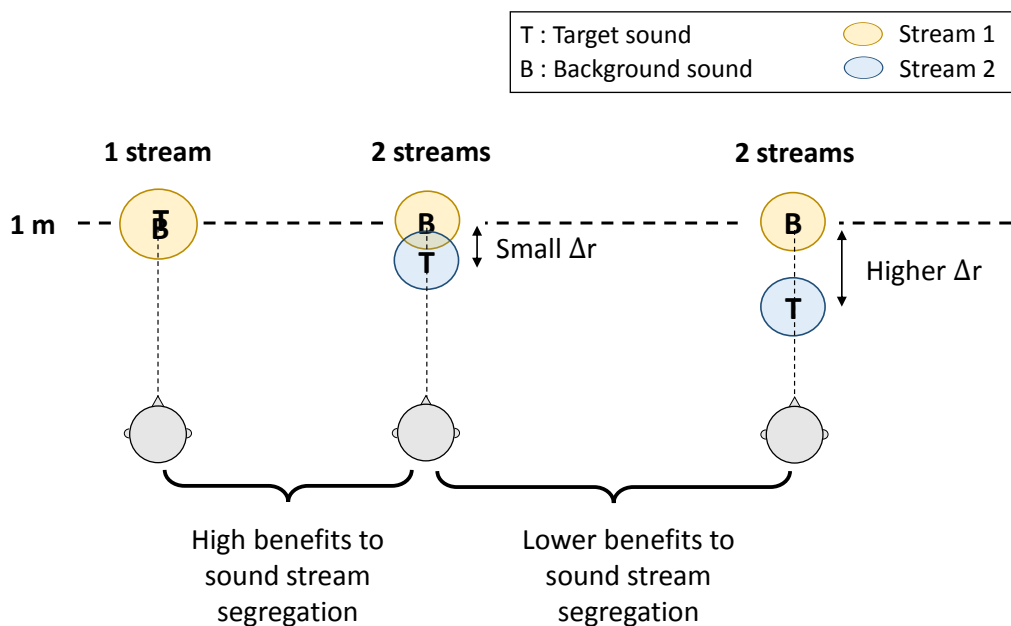 T : Target sound
Stream 1
B : Background sound
Stream 2
1 stream
2 streams
2 streams
1 m
T
B
B
T
Small Δr
B
T
Higher Δr
High benefits to
sound stream
segregation
Lower benefits to
sound stream
segregation